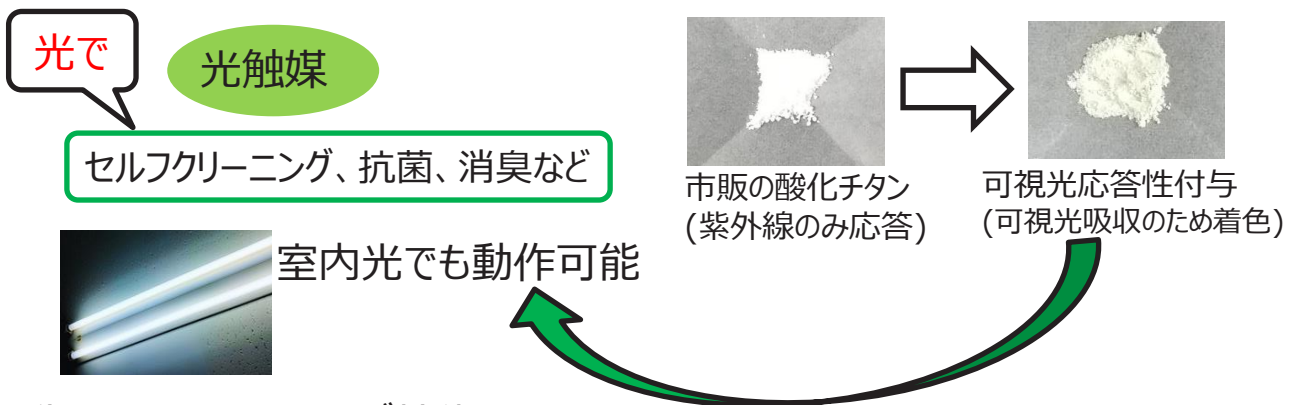 光で
光触媒
セルフクリーニング、抗菌、消臭など
室内光でも動作可能
市販の酸化チタン
(紫外線のみ応答)
可視光応答性付与
(可視光吸収のため着色)